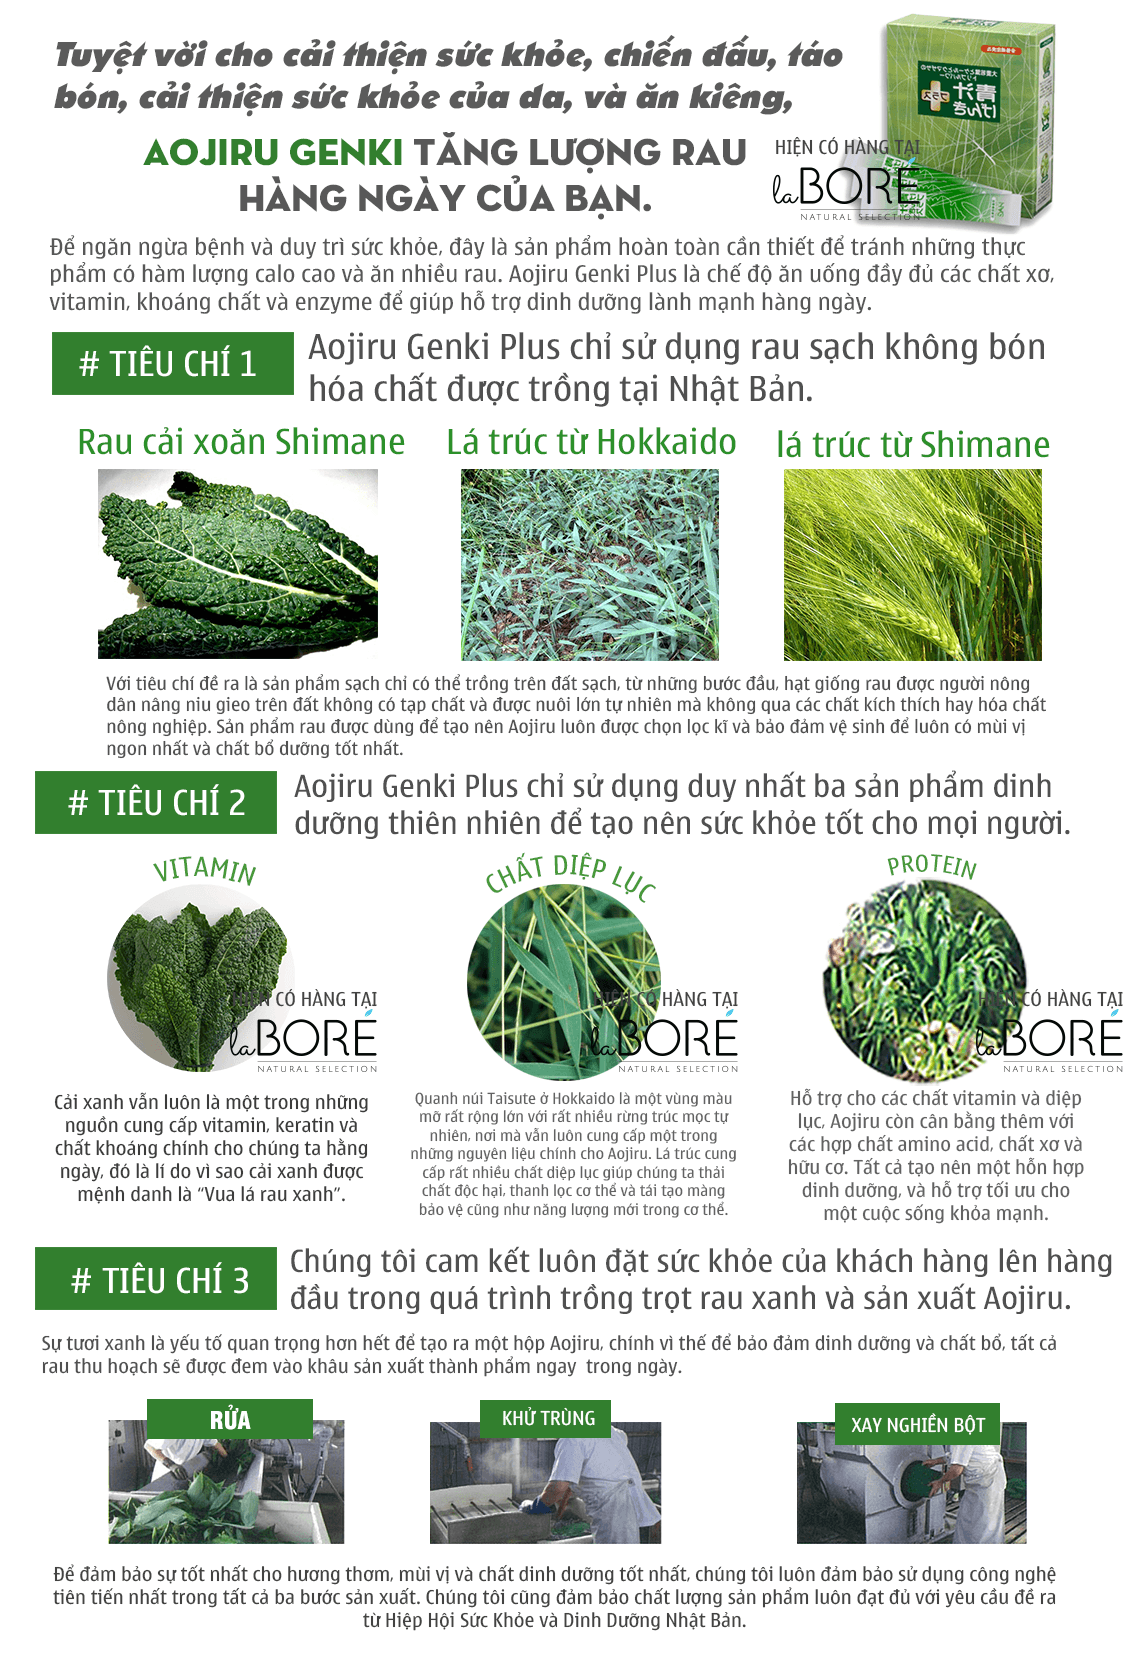 Tuyệt vời cho cải thiện sức khỏe, chiến đấu, táo
bón, cải thiện sức khỏe của da, và ăn kiêng,
AOJIRU GENKI TĂNG LƯỢNG RAU
HÀNG NGÀY CỦA BẠN.
HIỆN CÓ HÀNG TẠI
laBORÉ
NATURAL SELECTION
青汁
げんき
Để ngăn ngừa bệnh và duy trì sức khỏe, đây là sản phẩm hoàn toàn cần thiết để tránh những thực
phẩm có hàm lượng calo cao và ăn nhiều rau. Aojiru Genki Plus là chế độ ăn uống đầy đủ các chất xơ,
vitamin, khoáng chất và enzyme để giúp hỗ trợ dinh dưỡng lành mạnh hàng ngày.
# TIÊU CHÍ 1
Aojiru Genki Plus chỉ sử dụng rau sạch không bón
hóa chất được trồng tại Nhật Bản.
Rau cải xoăn Shimane
Lá trúc từ Hokkaido
lá trúc từ Shimane
Với tiêu chí đề ra là sản phẩm sạch chỉ có thể trồng trên đất sạch, từ những bước đầu, hạt giống rau được người nông
dân nâng niu gieo trên đất không có tạp chất và được nuôi lớn tự nhiên mà không qua các chất kích thích hay hóa chất
nông nghiệp. Sản phẩm rau được dùng để tạo nên Aojiru luôn được chọn lọc kĩ và bảo đảm vệ sinh để luôn có mùi vị
ngon nhất và chất bổ dưỡng tốt nhất.
# TIÊU CHÍ 2
Aojiru Genki Plus chỉ sử dụng duy nhất ba sản phẩm dinh
dưỡng thiên nhiên để tạo nên sức khỏe tốt cho mọi người.
VITAMIN
CHẤT DIỆP LỤC
PROTEIN
HIỆN CÓ HÀNG TẠI
laBORÉ
NATURAL SELECTION
HIỆN CÓ HÀNG TẠI
laBORÉ
NATURAL SELECTION
HIỆN CÓ HÀNG TẠI
laBORÉ
NATURAL SELECTION
Cải xanh vẫn luôn là một trong những
nguồn cung cấp vitamin, keratin và
chất khoáng chính cho chúng ta hằng
ngày, đó là lí do vì sao cải xanh được
mệnh danh là “Vua lá rau xanh”.
Quanh núi Taisute ở Hokkaido là một vùng màu
mỡ rất rộng lớn với rất nhiều rừng trúc mọc tự
nhiên, nơi mà vẫn luôn cung cấp một trong
những nguyên liệu chính cho Aojiru. Lá trúc cung
cấp rất nhiều chất diệp lục giúp chúng ta thải
chất độc hại, thanh lọc cơ thể và tái tạo màng
bảo vệ cũng như năng lượng mới trong cơ thể.
Hỗ trợ cho các chất vitamin và diệp
lục, Aojiru còn cân bằng thêm với
các hợp chất amino acid, chất xơ và
hữu cơ. Tất cả tạo nên một hỗn hợp
dinh dưỡng, và hỗ trợ tối ưu cho
một cuộc sống khỏa mạnh.
# TIÊU CHÍ 3
Chúng tôi cam kết luôn đặt sức khỏe của khách hàng lên hàng
đầu trong quá trình trồng trọt rau xanh và sản xuất Aojiru.
Sự tươi xanh là yếu tố quan trọng hơn hết để tạo ra một hộp Aojiru, chính vì thế để bảo đảm dinh dưỡng và chất bổ, tất cả
rau thu hoạch sẽ được đem vào khâu sản xuất thành phẩm ngay trong ngày.
RỬA
KHỬ TRÙNG
XAY NGHIỀN BỘT
Để đảm bảo sự tốt nhất cho hương thơm, mùi vị và chất dinh dưỡng tốt nhất, chúng tôi luôn đảm bảo sử dụng công nghệ
tiên tiến nhất trong tất cả ba bước sản xuất. Chúng tôi cũng đảm bảo chất lượng sản phẩm luôn đạt đủ với yêu cầu đề ra
từ Hiệp Hội Sức Khỏe và Dinh Dưỡng Nhật Bản.